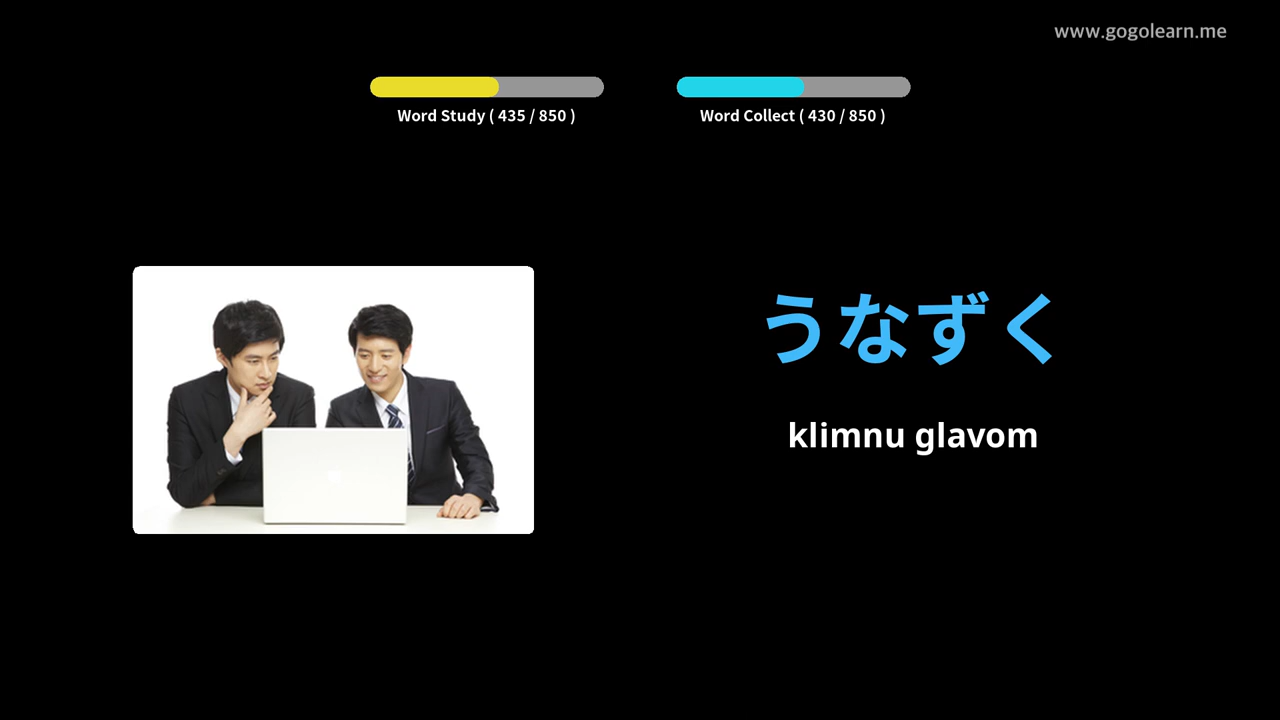 www.gogolearn.me
Word Study ( 435 / 850 )
Word Collect ( 430 / 850 )
うなずく
klimnu glavom